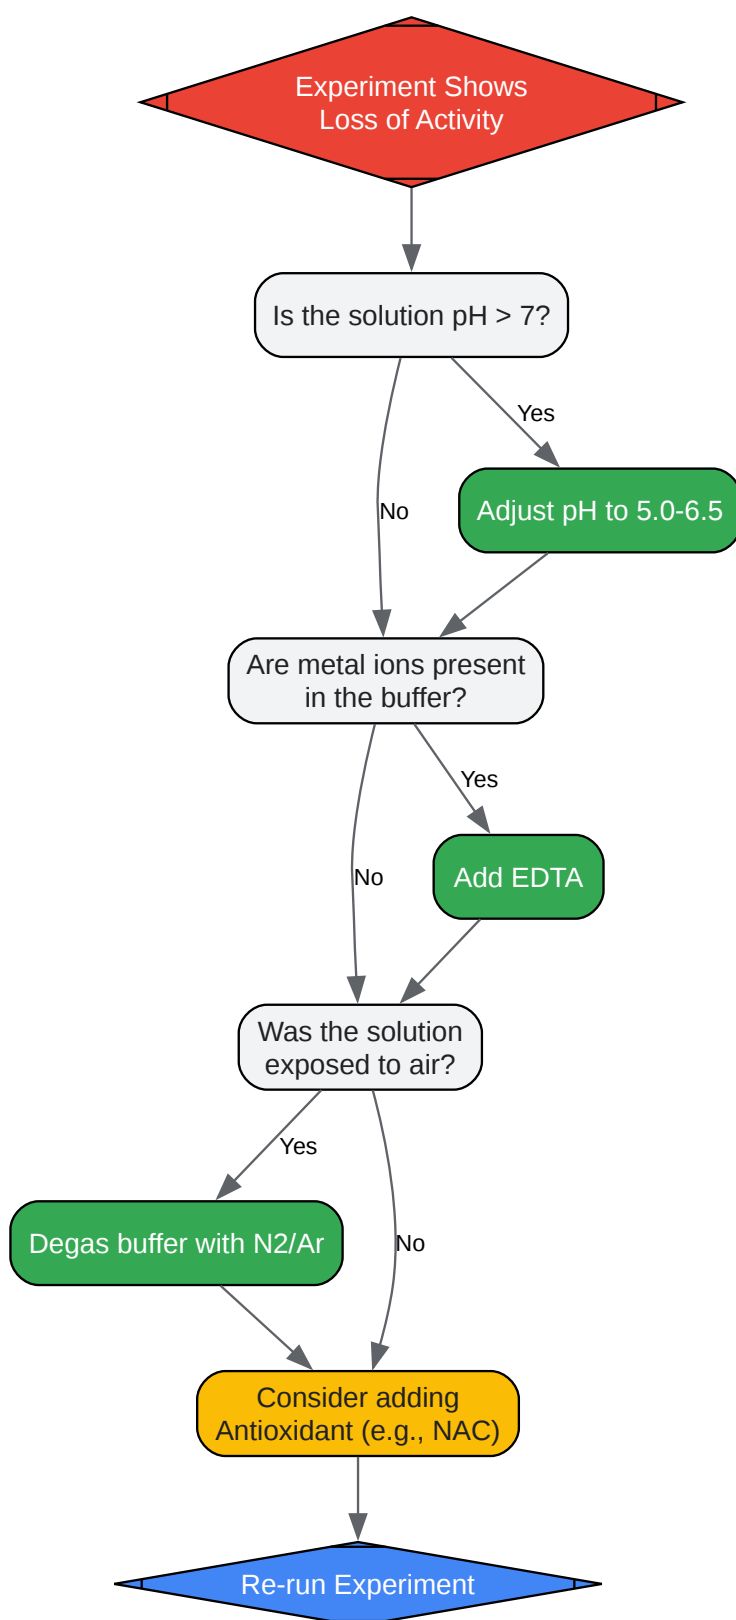 Experiment Shows
Loss of Activity
Is the solution pH > 7?
Yes
Adjust pH to 5.0-6.5
No
Are metal ions present
in the buffer?
Yes
Add EDTA
No
Was the solution
exposed to air?
Yes
Degas buffer with N2/Ar
No
Consider adding
Antioxidant (e.g., NAC)
Re-run Experiment